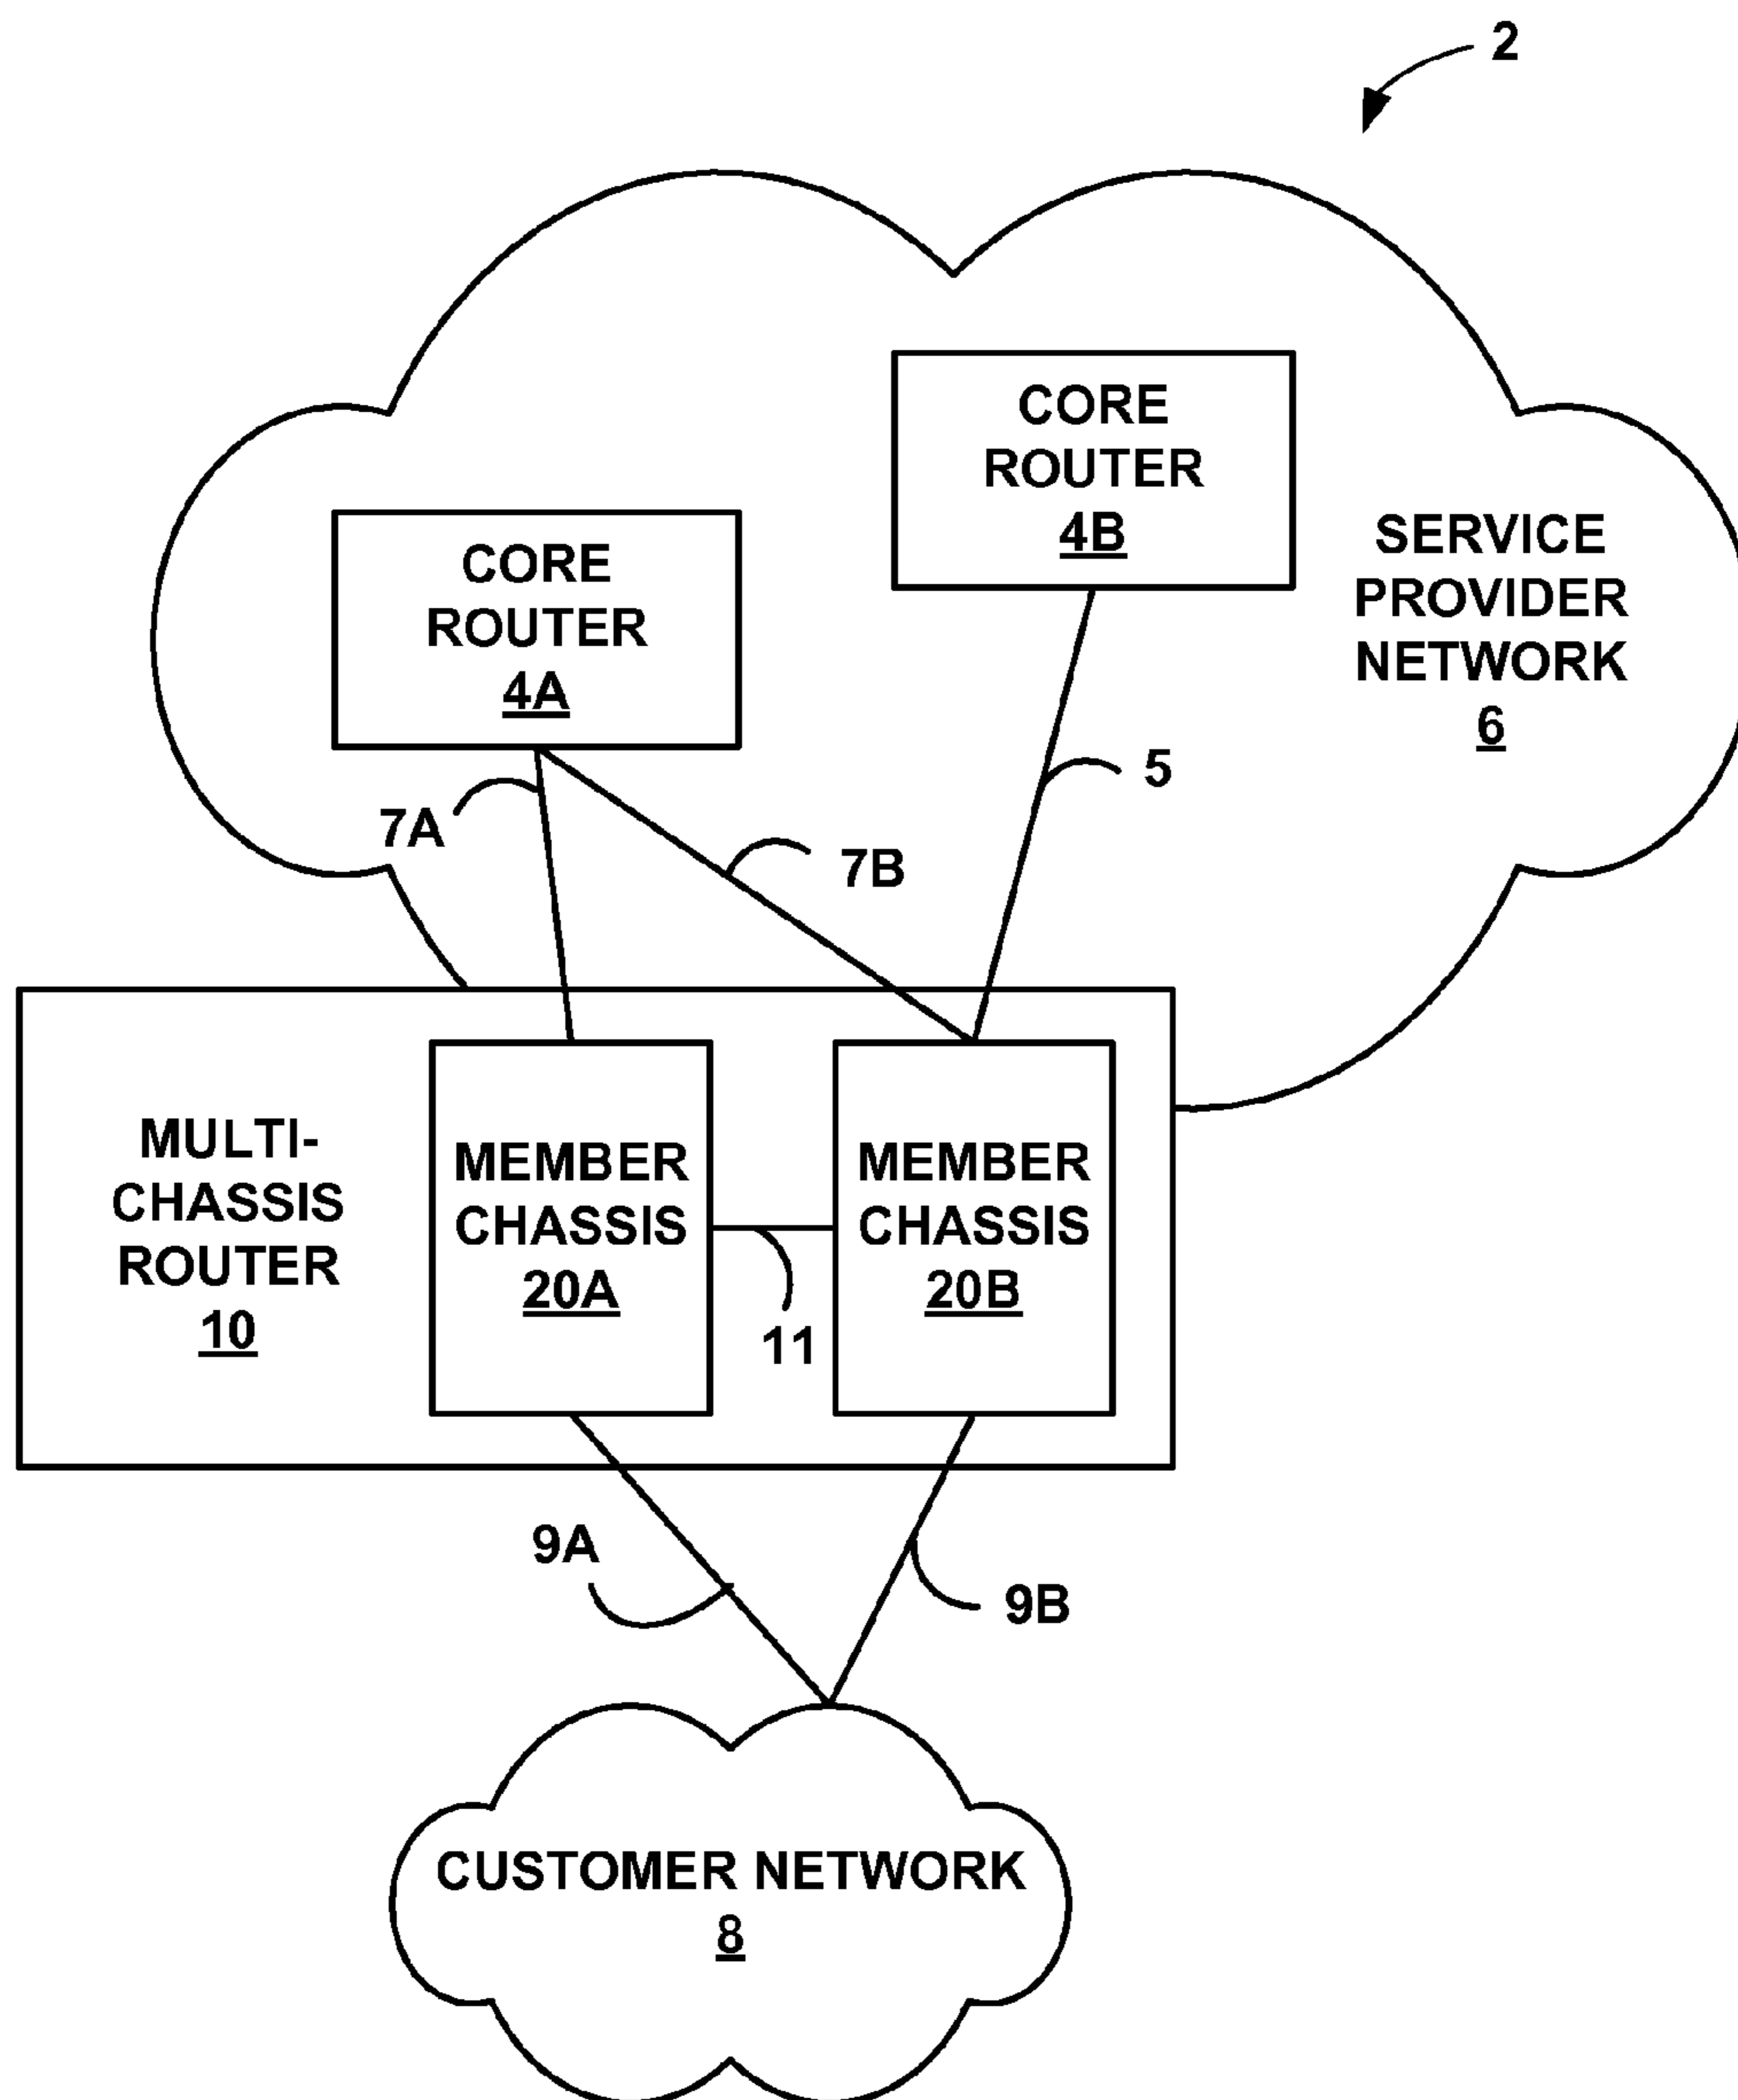 2
CORE
ROUTER
4B
CORE
ROUTER
4A
SERVICE
PROVIDER
NETWORK
6
5
7A
7B
MULTI-
CHASSIS
ROUTER
10
MEMBER
CHASSIS
20A
MEMBER
CHASSIS
20B
11
9A
9B
CUSTOMER NETWORK
8